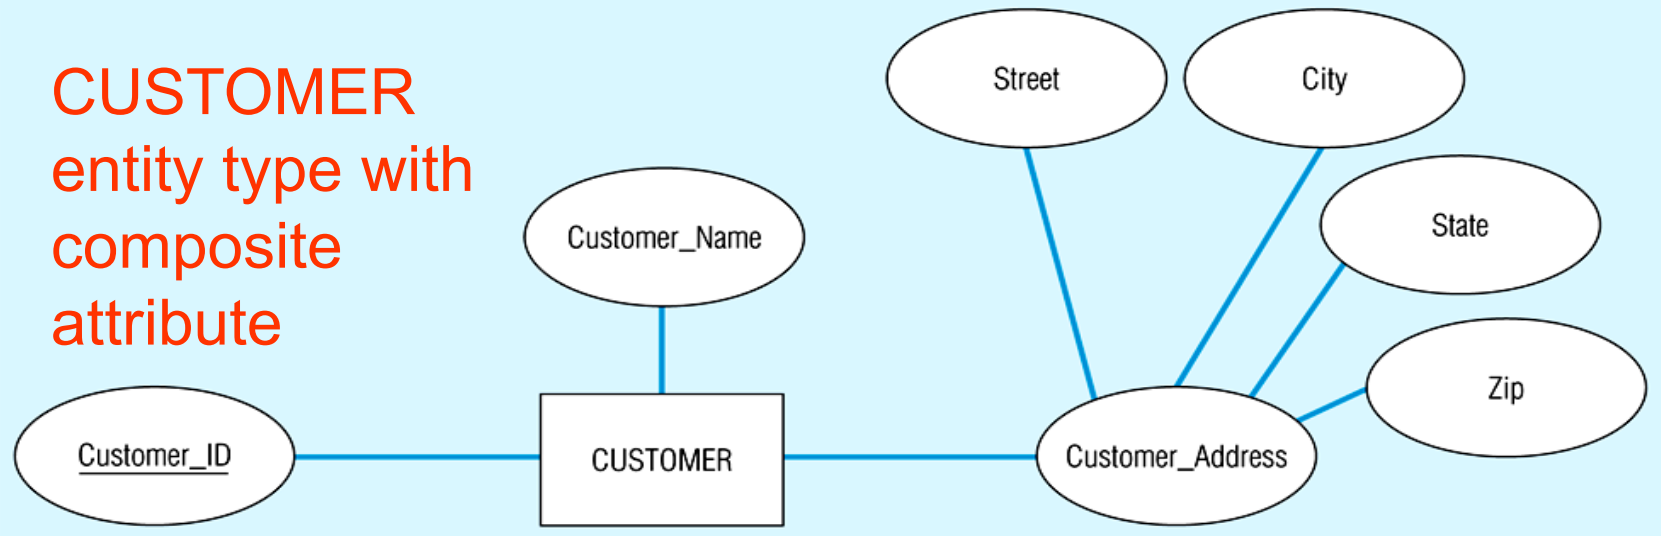 CUSTOMER
entity type with
composite
attribute
Customer_ID
Customer_Name
CUSTOMER
Customer_Address
Street
City
State
Zip